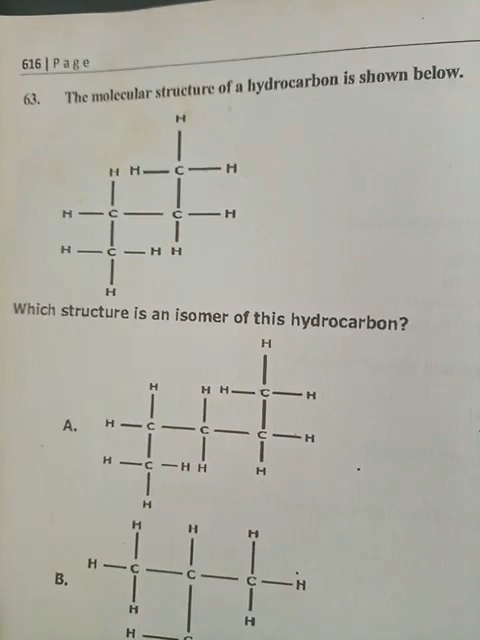 616 | Page
63. The molecular structure of a hydrocarbon is shown below.
H
H H — C — H
H — C — C — H
H — C — H H
H
Which structure is an isomer of this hydrocarbon?
H
H H H — C — H
A. H — C — C — C — H
H — C — H H H
H
H H H
B. H — C — C — C — H
H H
H — C